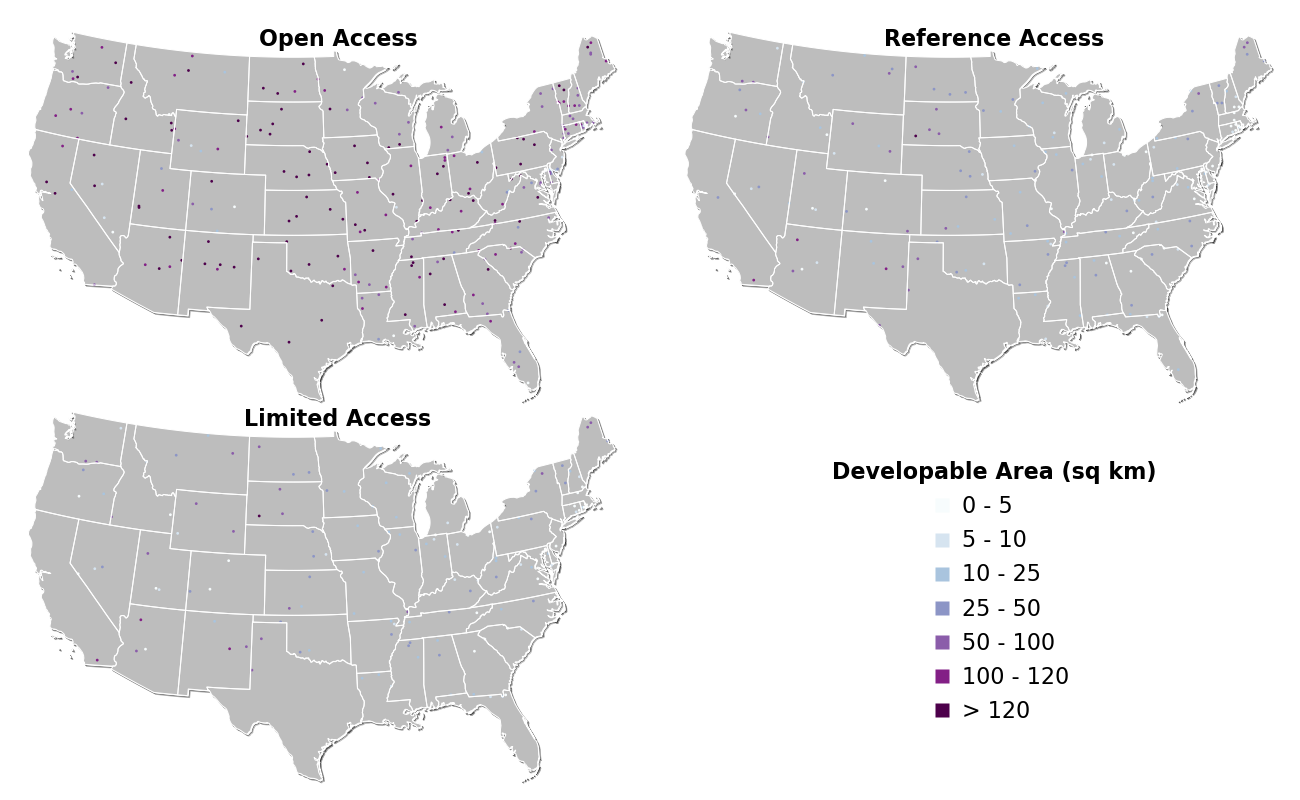 Open Access
Reference Access
Limited Access
Developable Area (sq km)
0 - 5
5 - 10
10 - 25
25 - 50
50 - 100
100 - 120
> 120